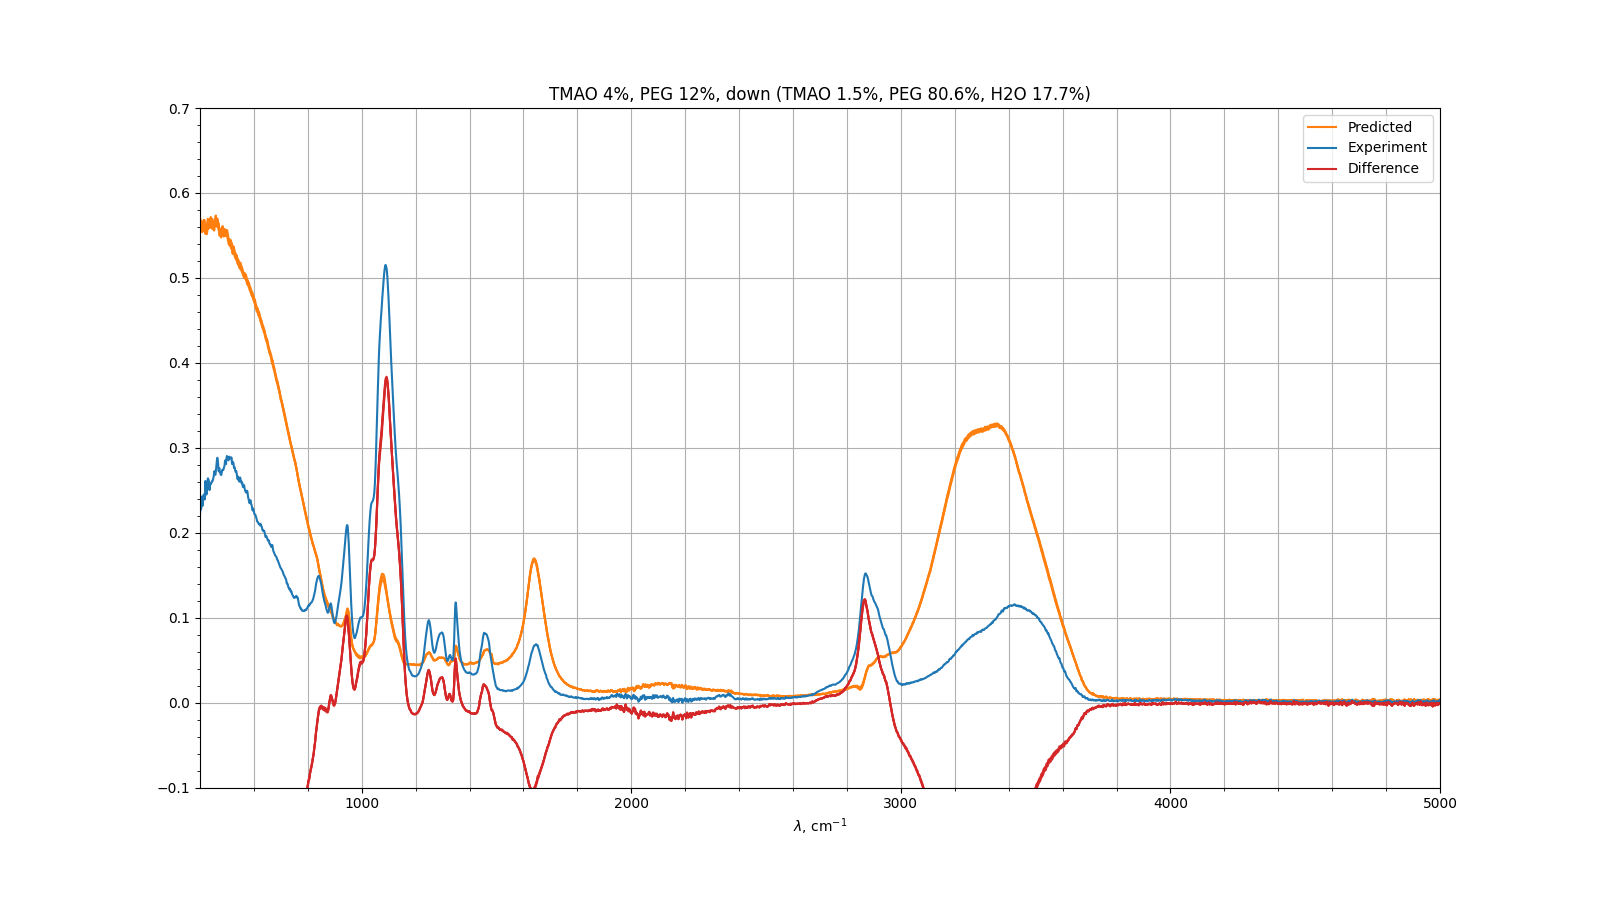 TMAO 4%, PEG 12%, down (TMAO 1.5%, PEG 80.6%, H2O 17.7%)
0.7
0.6
0.5
0.4
0.3
0.2
0.1
0.0
−0.1
Predicted
Experiment
Difference
1000 2000 3000 4000 5000
λ, cm⁻¹